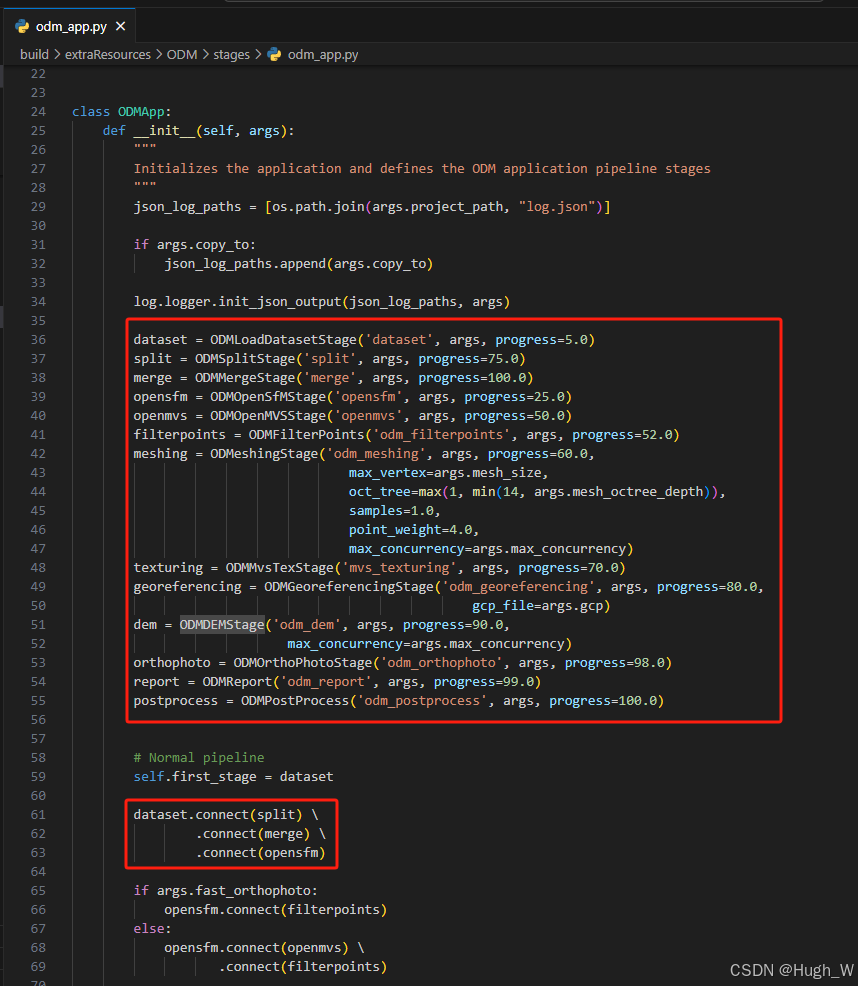 odm_app.py ×
build > extraResources > ODM > stages > odm_app.py
22
23
24 class ODMApp:
25     def __init__(self, args):
26         """
27         Initializes the application and defines the ODM application pipeline stages
28         """
29         json_log_paths = [os.path.join(args.project_path, "log.json")]
30
31         if args.copy_to:
32             json_log_paths.append(args.copy_to)
33
34         log.logger.init_json_output(json_log_paths, args)
35
36         dataset = ODMLoadDatasetStage('dataset', args, progress=5.0)
37         split = ODMSplitStage('split', args, progress=75.0)
38         merge = ODMMergeStage('merge', args, progress=100.0)
39         opensfm = ODMOpenSfMStage('opensfm', args, progress=25.0)
40         openmvs = ODMOpenMVSStage('openmvs', args, progress=50.0)
41         filterpoints = ODMFilterPoints('odm_filterpoints', args, progress=52.0)
42         meshing = ODMeshingStage('odm_meshing', args, progress=60.0,
43                                     max_vertex=args.mesh_size,
44                                     oct_tree=max(1, min(14, args.mesh_octree_depth)),
45                                     samples=1.0,
46                                     point_weight=4.0,
47                                     max_concurrency=args.max_concurrency)
48         texturing = ODMMvsTexStage('mvs_texturing', args, progress=70.0)
49         georeferencing = ODMGeoreferencingStage('odm_georeferencing', args, progress=80.0,
50                                                     gcp_file=args.gcp)
51         dem = ODMDEMStage('odm_dem', args, progress=90.0,
52                             max_concurrency=args.max_concurrency)
53         orthophoto = ODMOrthoPhotoStage('odm_orthophoto', args, progress=98.0)
54         report = ODMReport('odm_report', args, progress=99.0)
55         postprocess = ODMPostProcess('odm_postprocess', args, progress=100.0)
56
57
58         # Normal pipeline
59         self.first_stage = dataset
60
61         dataset.connect(split) \
62                 .connect(merge) \
63                 .connect(opensfm)
64
65         if args.fast_orthophoto:
66             opensfm.connect(filterpoints)
67         else:
68             opensfm.connect(openmvs) \
69                    .connect(filterpoints)
70
CSDN @Hugh_W